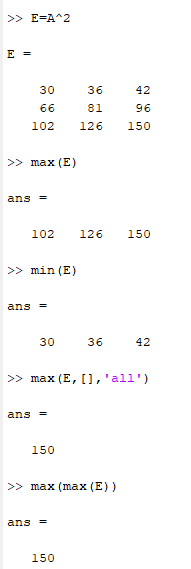 >> E=A^2
E =
30 36 42
66 81 96
102 126 150
>> max(E)
ans =
102 126 150
>> min(E)
ans =
30 36 42
>> max(E,[],'all')
ans =
150
>> max(max(E))
ans =
150